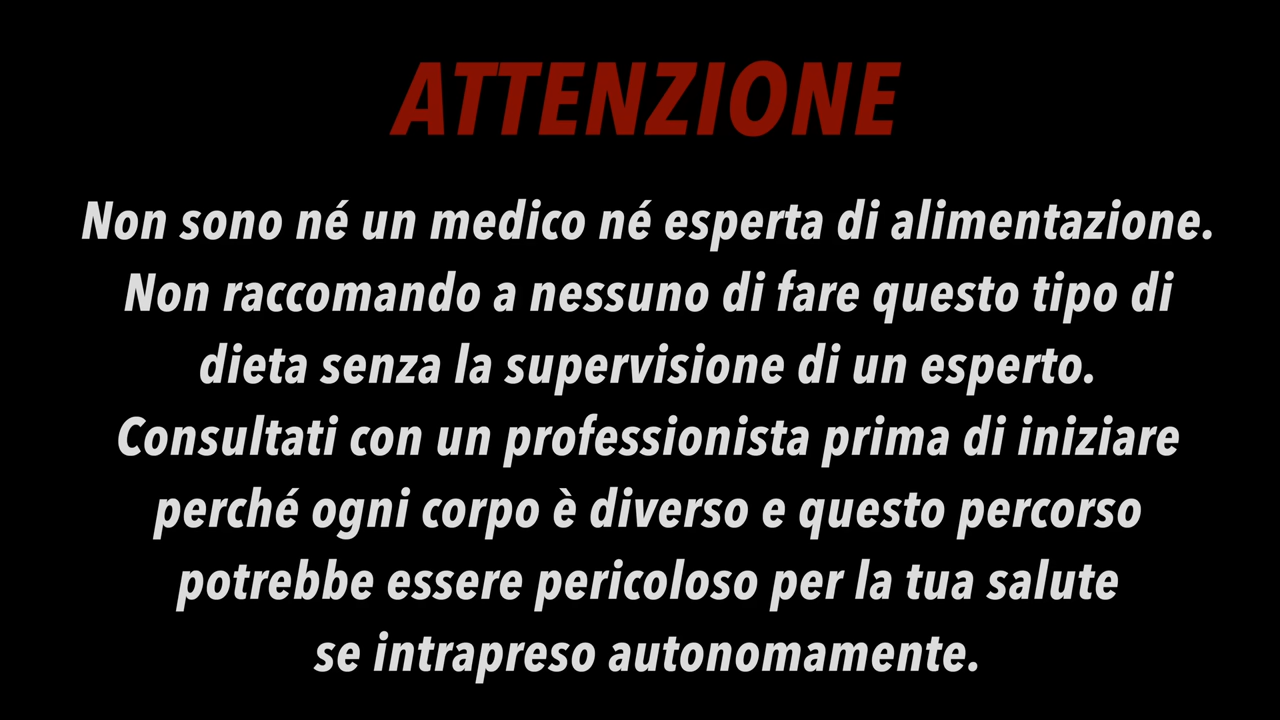 ATTENZIONE
Non sono né un medico né esperta di alimentazione.
Non raccomando a nessuno di fare questo tipo di
dieta senza la supervisione di un esperto.
Consultati con un professionista prima di iniziare
perché ogni corpo è diverso e questo percorso
potrebbe essere pericoloso per la tua salute
se intrapreso autonomamente.